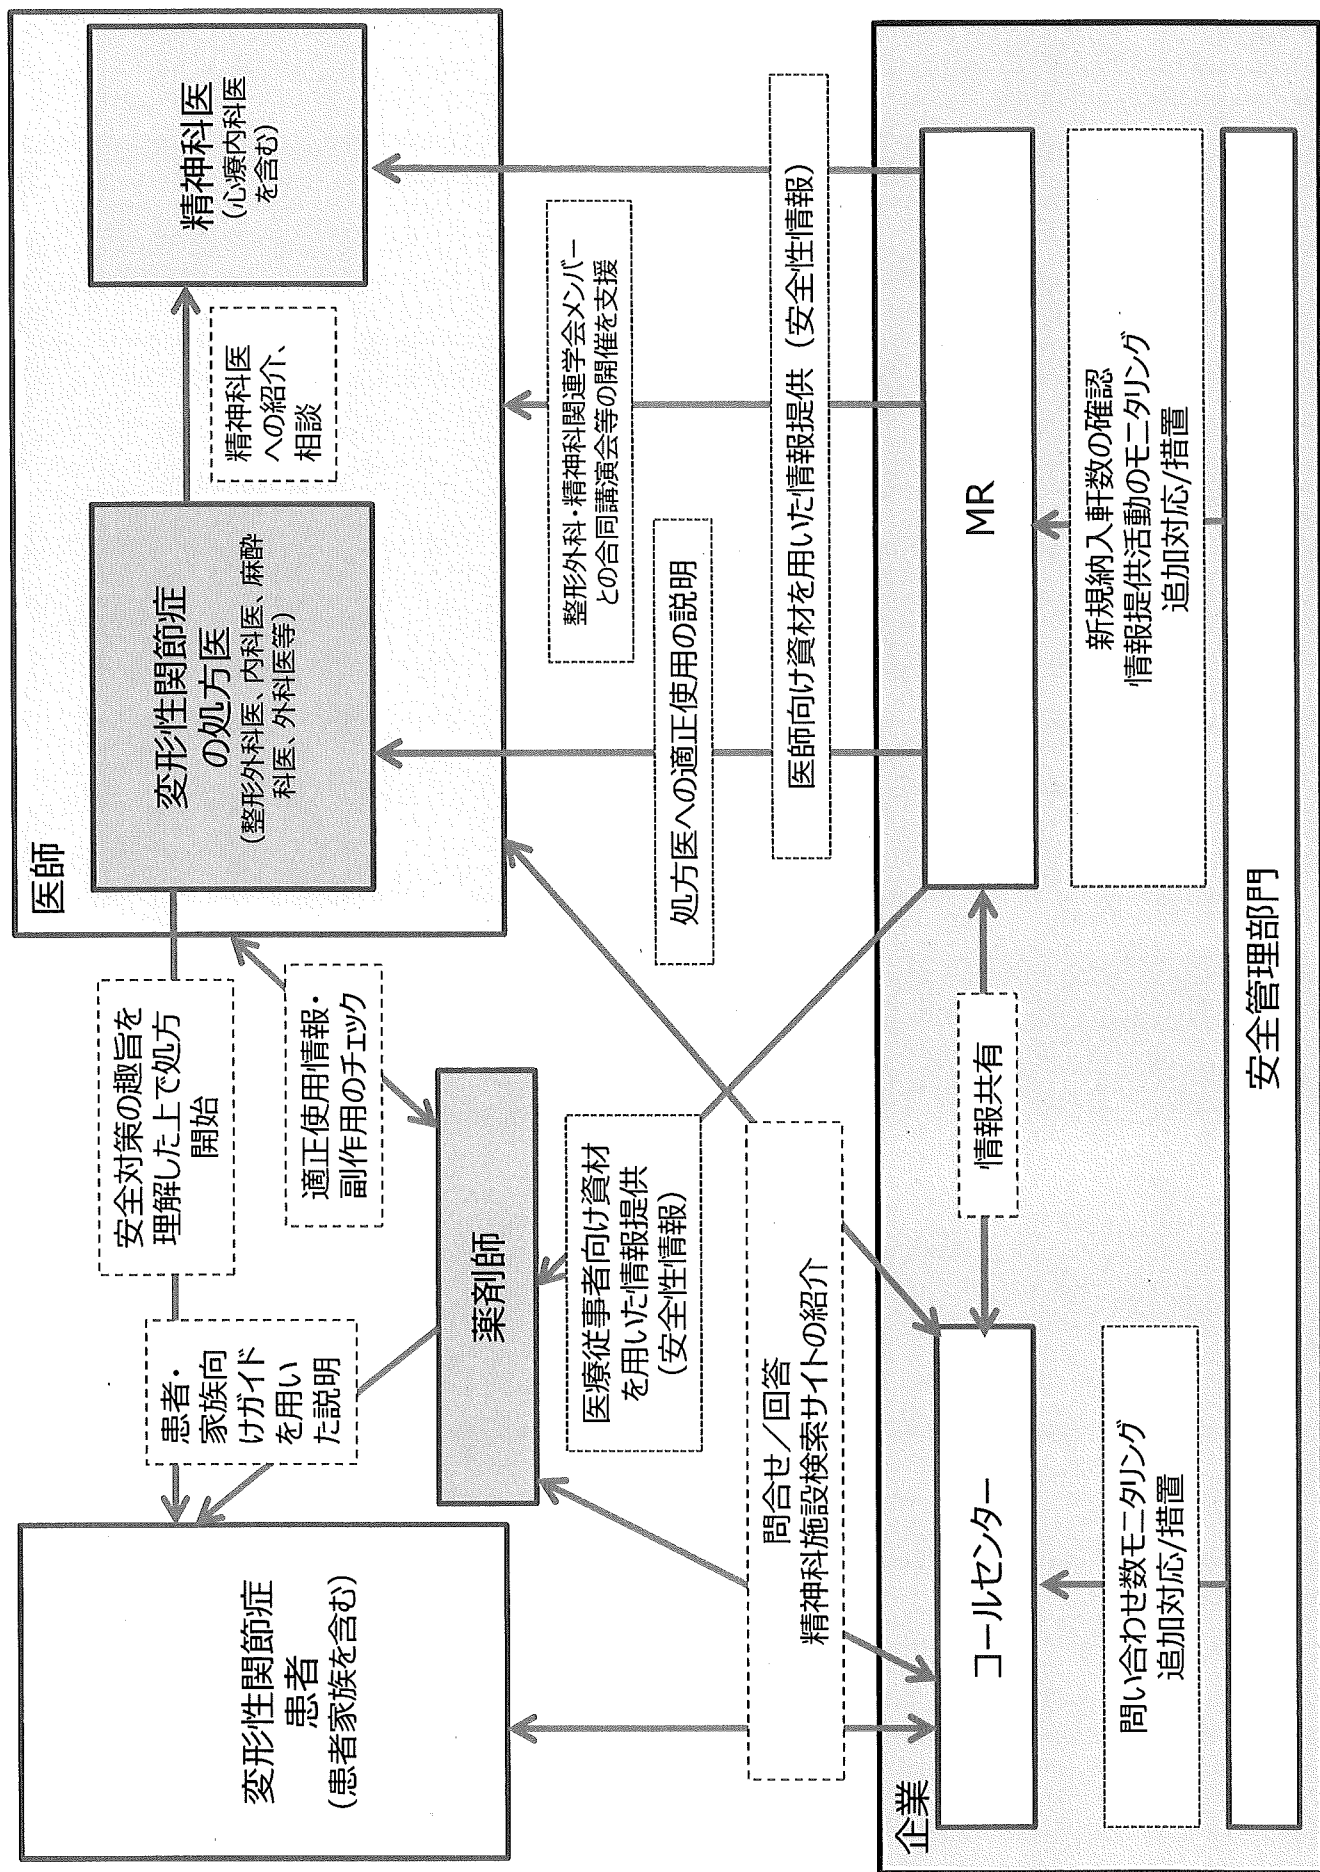 変形性関節症
患者
(患者家族を含む)
患者・
家族向
けガイド
を用い
た説明
安全対策の趣旨を
理解した上で処方
開始
医師
変形性関節症
の処方医
(整形外科医、内科医、麻酔
科医、外科医等)
精神科医
への紹介、
相談
精神科医
(心療内科医
を含む)
適正使用情報・
副作用のチェック
薬剤師
医療従事者向け資材
を用いた情報提供
(安全性情報)
問合せ／回答
精神科施設検索サイトの紹介
処方医への適正使用の説明
整形外科・精神科関連学会メンバー
との合同講演会等の開催を支援
医師向け資材を用いた情報提供（安全性情報）
企業
コールセンター
情報共有
MR
問い合わせ数モニタリング
追加対応/措置
新規納入軒数の確認
情報提供活動のモニタリング
追加対応/措置
安全管理部門